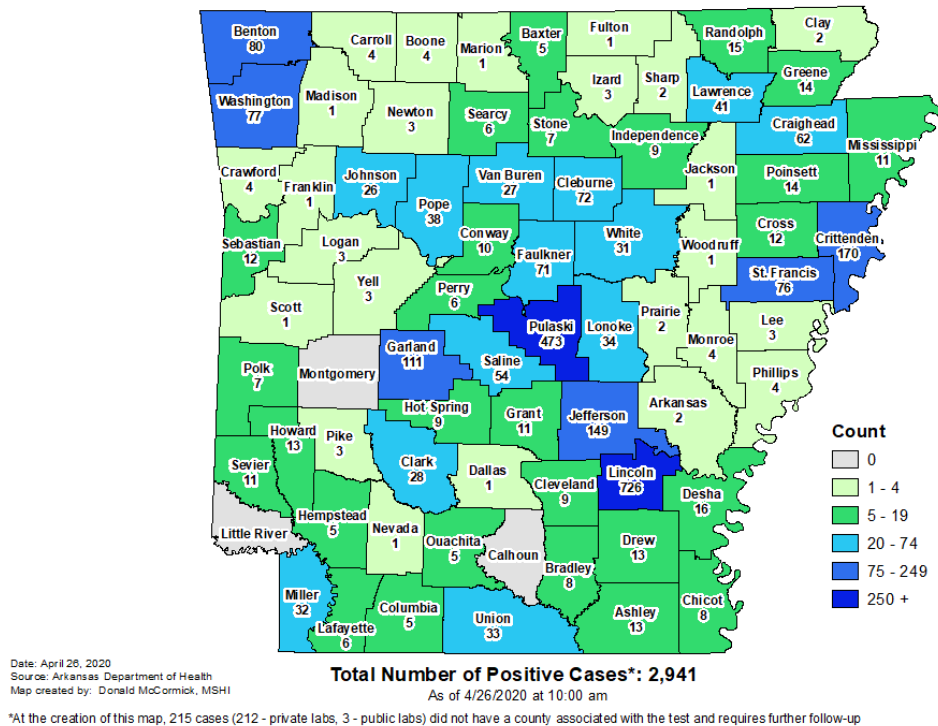 Benton
80
Carroll
4
Boone
4
Marion
1
Baxter
5
Fulton
1
Randolph
15
Clay
2
Washington
77
Madison
1
Newton
3
Searcy
6
Stone
7
Izard
3
Sharp
2
Lawrence
41
Greene
14
Independence
9
Craighead
62
Mississippi
11
Crawford
4
Franklin
1
Johnson
26
Pope
38
Van Buren
27
Cleburne
72
Jackson
1
Poinsett
14
Sebastian
12
Logan
3
Conway
10
Faulkner
71
White
31
Woodruff
1
Cross
12
Crittenden
170
St. Francis
76
Scott
1
Yell
3
Perry
6
Pulaski
473
Lonoke
34
Prairie
2
Monroe
4
Lee
3
Phillips
4
Polk
7
Montgomery
Garland
111
Saline
54
Hot Spring
9
Grant
11
Jefferson
149
Arkansas
2
Howard
13
Pike
3
Sevier
11
Clark
28
Dallas
1
Cleveland
9
Lincoln
726
Desha
16
Little River
Hempstead
5
Nevada
1
Ouachita
5
Calhoun
Bradley
8
Drew
13
Miller
32
Lafayette
6
Columbia
5
Union
33
Ashley
13
Chicot
8
Count
0
1 - 4
5 - 19
20 - 74
75 - 249
250 +
Date: April 26, 2020
Source: Arkansas Department of Health
Map created by: Donald McCormick, MSHI
Total Number of Positive Cases*: 2,941
As of 4/26/2020 at 10:00 am
*At the creation of this map, 215 cases (212 - private labs, 3 - public labs) did not have a county associated with the test and requires further follow-up